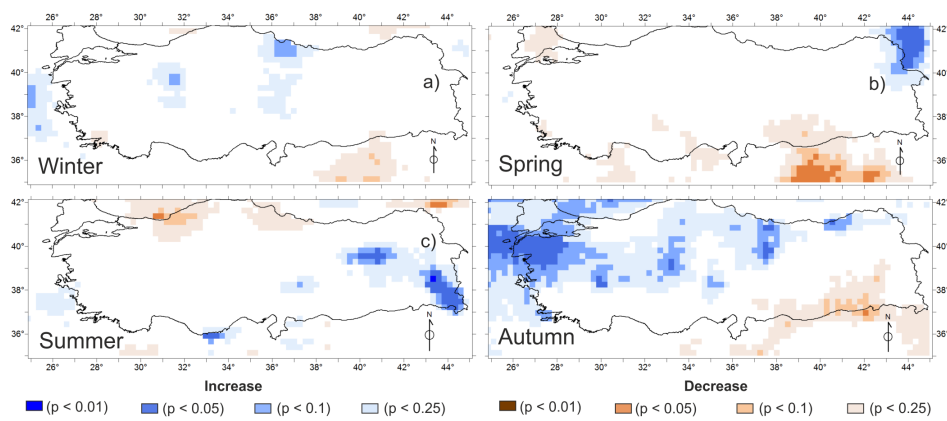 26° 28° 30° 32° 34° 36° 38° 40° 42° 44°
42° 42°
40° 40°
38° 38°
36° 36°
a) b)
N N
Winter Spring
42° 42°
40° 40°
38° 38°
36° 36°
c)
N N
Summer Autumn
26° 28° 30° 32° 34° 36° 38° 40° 42° 44°
26° 28° 30° 32° 34° 36° 38° 40° 42° 44°
26° 28° 30° 32° 34° 36° 38° 40° 42° 44°
Increase Decrease
(p < 0.01) (p < 0.05) (p < 0.1) (p < 0.25) (p < 0.01) (p < 0.05) (p < 0.1) (p < 0.25)